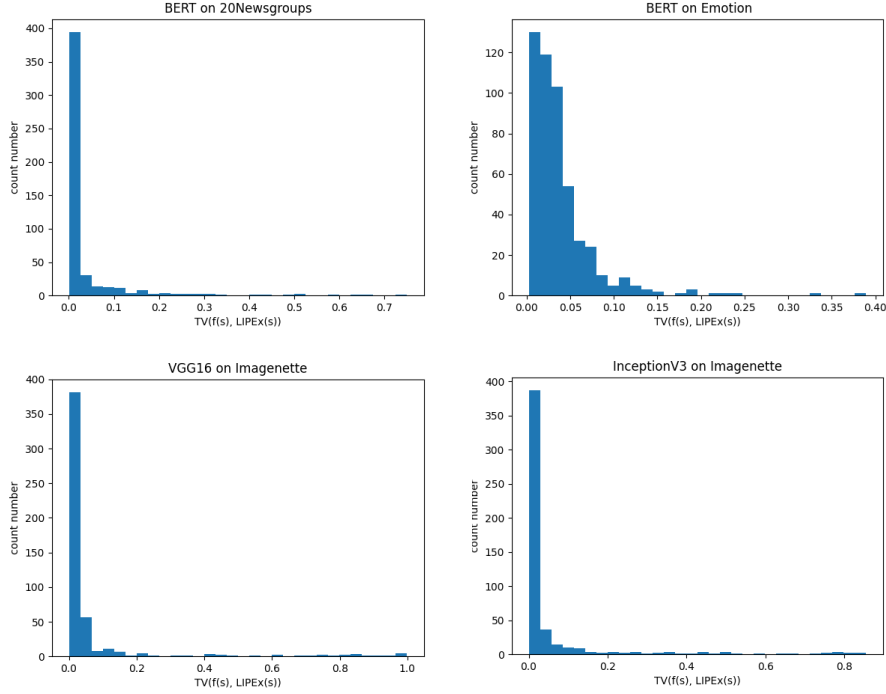 BERT on 20Newsgroups
400
350
300
250
200
150
100
50
0
count number
0.0 0.1 0.2 0.3 0.4 0.5 0.6 0.7
TV(f(s), LIPEx(s))
BERT on Emotion
120
100
80
60
40
20
0
count number
0.00 0.05 0.10 0.15 0.20 0.25 0.30 0.35 0.40
TV(f(s), LIPEx(s))
VGG16 on Imagenette
400
350
300
250
200
150
100
50
0
count number
0.0 0.2 0.4 0.6 0.8 1.0
TV(f(s), LIPEx(s))
InceptionV3 on Imagenette
400
350
300
250
200
150
100
50
0
count number
0.0 0.2 0.4 0.6 0.8
TV(f(s), LIPEx(s))